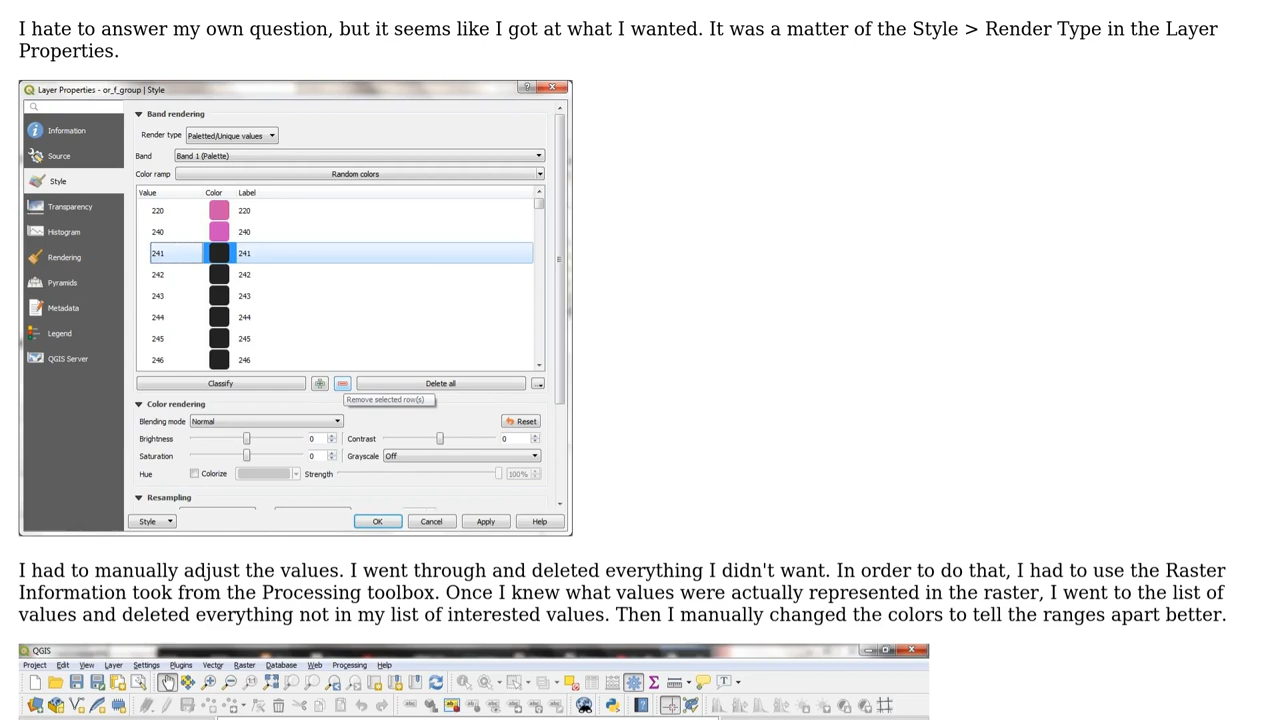 I hate to answer my own question, but it seems like I got at what I wanted. It was a matter of the Style > Render Type in the Layer
Properties.
Layer Properties - or_f_group | Style
Information
Source
Style
Transparency
Histogram
Rendering
Pyramids
Metadata
Legend
QGIS Server
Band rendering
Render type Paletted/Unique values
Band Band 1 (Palette)
Color ramp Random colors
Value Color Label
220 220
240 240
241 241
242 242
243 243
244 244
245 245
246 246
Classify Delete all ...
Remove selected row(s)
Color rendering
Blending mode Normal Reset
Brightness 0 Contrast 0
Saturation 0 Grayscale Off
Hue Colorize Strength 100%
Resampling
Style OK Cancel Apply Help
I had to manually adjust the values. I went through and deleted everything I didn't want. In order to do that, I had to use the Raster
Information took from the Processing toolbox. Once I knew what values were actually represented in the raster, I went to the list of
values and deleted everything not in my list of interested values. Then I manually changed the colors to tell the ranges apart better.
QGIS
Project Edit View Layer Settings Plugins Vector Raster Database Web Processing Help